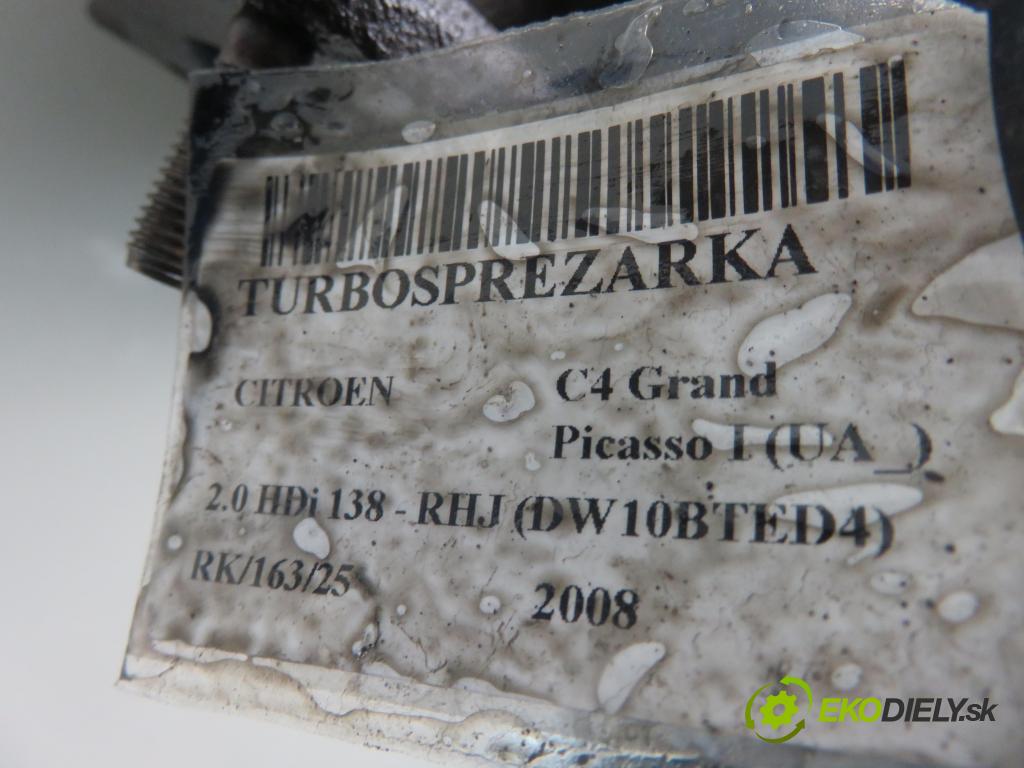 TURBOSPREZARKA
CITROEN C4 Grand
Picasso I (UA_)
2.0 HDi 138 - RHJ (DW10BTED4)
RK/163/25 2008
EKODIELY.sk